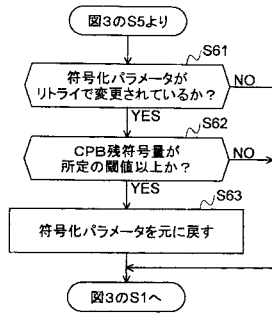 図3のS5より
S61
符号化パラメータが
リトライで変更されているか?
NO
YES
S62
CPB残符号量が
所定の閾値以上か?
NO
YES
S63
符号化パラメータを元に戻す
図3のS1へ